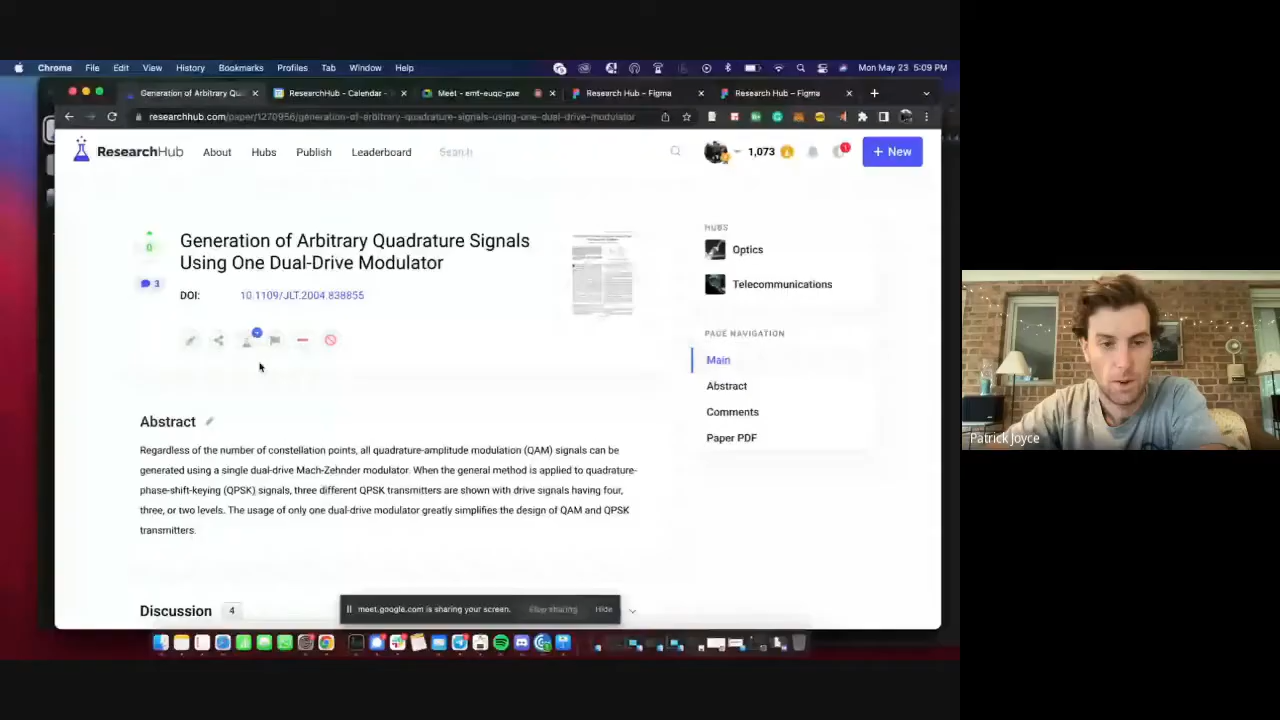 Chrome File Edit View History Bookmarks Profiles Tab Window Help Mon May 23 5:09 PM
Generation of Arbitrary Qu ResearchHub - Calendar - Meet - emt-euqc-pxe Research Hub – Figma Research Hub – Figma
researchhub.com/paper/1270956/generation-of-arbitrary-quadrature-signals-using-one-dual-drive-modulator
ResearchHub About Hubs Publish Leaderboard Search 1,073 1 + New
0
3
Generation of Arbitrary Quadrature Signals
Using One Dual-Drive Modulator
DOI: 10.1109/JLT.2004.838855
HUBS
Optics
Telecommunications
PAGE NAVIGATION
Main
Abstract
Comments
Paper PDF
Abstract
Regardless of the number of constellation points, all quadrature-amplitude modulation (QAM) signals can be
generated using a single dual-drive Mach-Zehnder modulator. When the general method is applied to quadrature-
phase-shift-keying (QPSK) signals, three different QPSK transmitters are shown with drive signals having four,
three, or two levels. The usage of only one dual-drive modulator greatly simplifies the design of QAM and QPSK
transmitters.
Discussion 4
meet.google.com is sharing your screen. Stop sharing Hide
Patrick Joyce